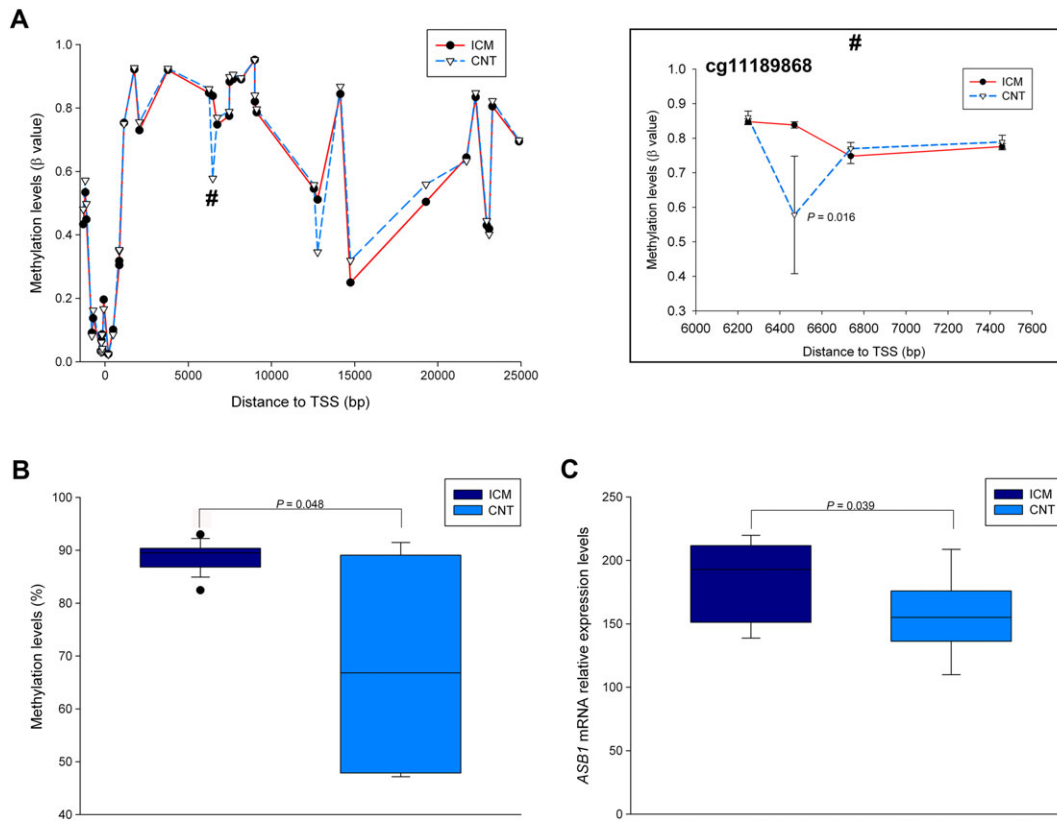 A
Methylation levels (β value)
1.0
0.8
0.6
0.4
0.2
0.0
ICM
CNT
#
0
5000
10000
15000
20000
25000
Distance to TSS (bp)
#
cg11189868
Methylation levels (β value)
1.0
0.9
0.8
0.7
0.6
0.5
0.4
0.3
ICM
CNT
P = 0.016
6000
6200
6400
6600
6800
7000
7200
7400
7600
Distance to TSS (bp)
B
Methylation levels (%)
100
90
80
70
60
50
40
ICM
CNT
P = 0.048
C
ASB1 mRNA relative expression levels
250
200
150
100
50
0
ICM
CNT
P = 0.039